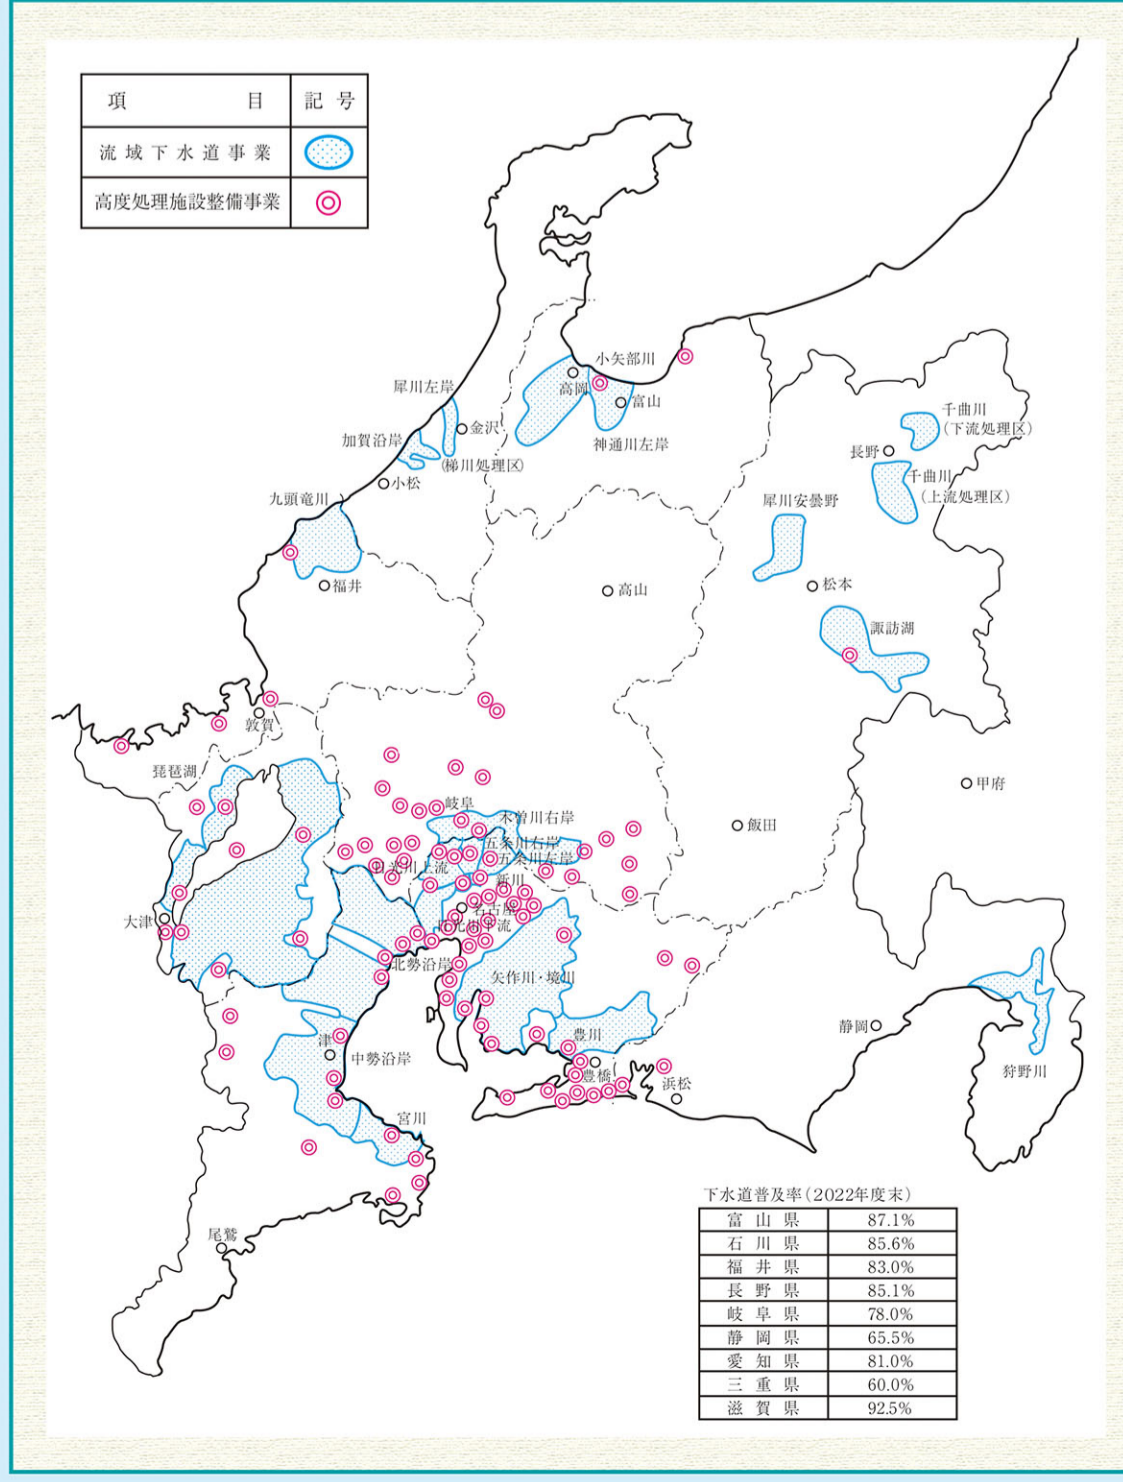 項目 記号
流域下水道事業
高度処理施設整備事業
小矢部川
高岡
富山
神通川左岸
犀川左岸
金沢
加賀沿岸
(梯川処理区)
小松
九頭竜川
福井
千曲川
(下流処理区)
長野
千曲川
(上流処理区)
犀川安曇野
松本
高山
諏訪湖
敦賀
琵琶湖
甲府
飯田
岐阜
木曽川右岸
五条川右岸
五条川左岸
日光川上流
新川
名古屋
日光川下流
大津
北勢沿岸
矢作川・境川
静岡
豊川
津
中勢沿岸
豊橋
浜松
狩野川
宮川
尾鷲
下水道普及率(2022年度末)
富山県 87.1%
石川県 85.6%
福井県 83.0%
長野県 85.1%
岐阜県 78.0%
静岡県 65.5%
愛知県 81.0%
三重県 60.0%
滋賀県 92.5%